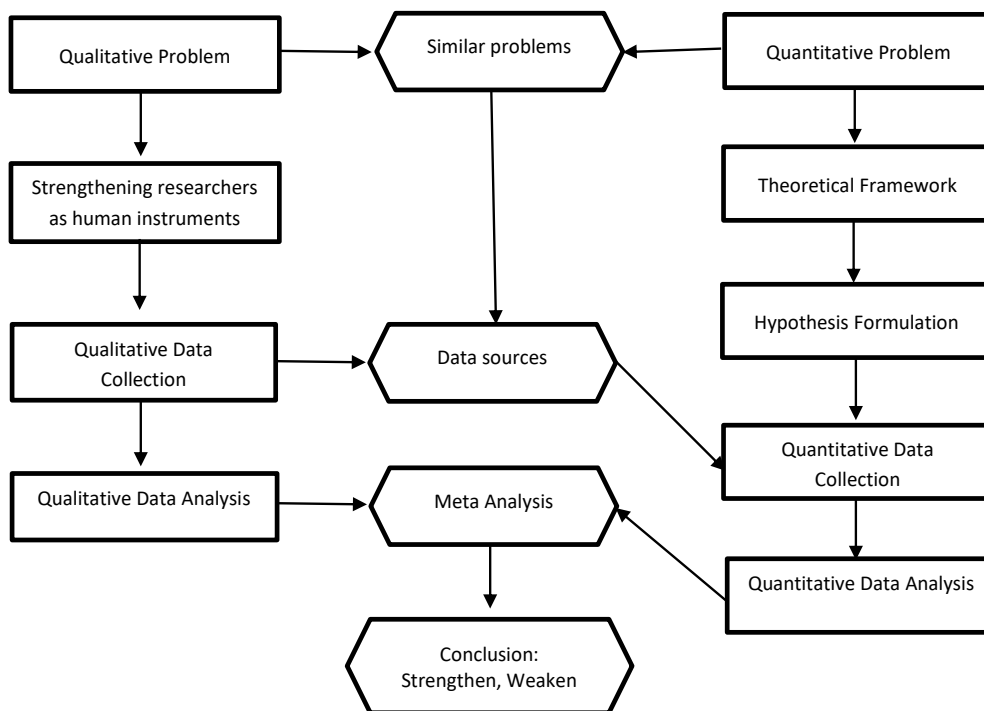 Qualitative Problem
Similar problems
Quantitative Problem
Strengthening researchers
as human instruments
Theoretical Framework
Hypothesis Formulation
Qualitative Data
Collection
Data sources
Quantitative Data
Collection
Qualitative Data Analysis
Meta Analysis
Quantitative Data Analysis
Conclusion:
Strengthen, Weaken